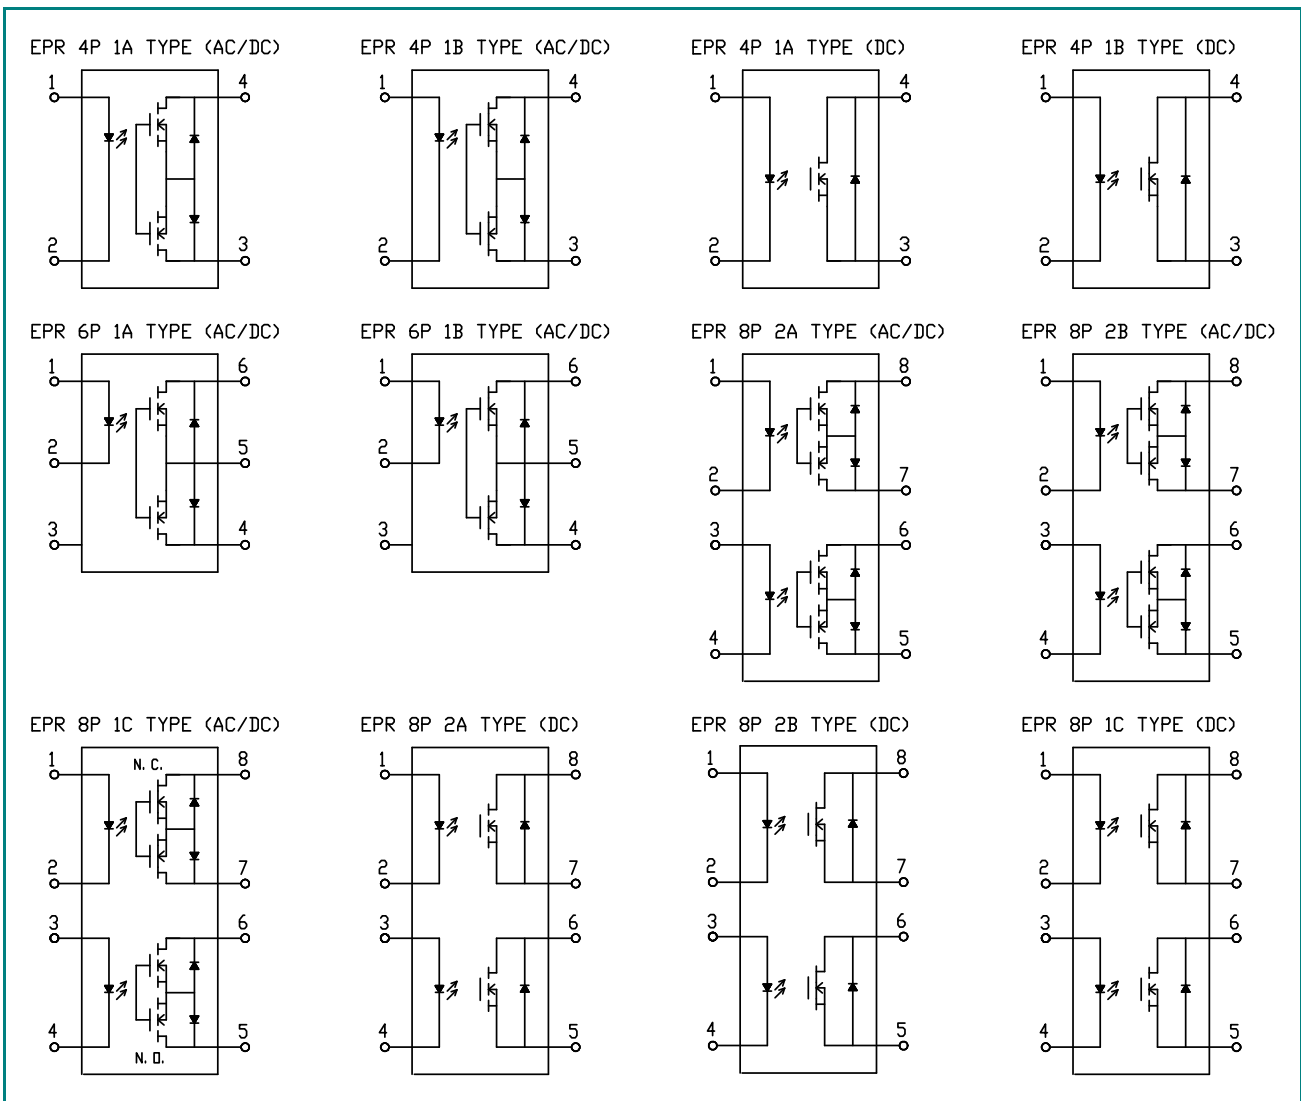 EPR 4P 1A TYPE (AC/DC) EPR 4P 1B TYPE (AC/DC) EPR 4P 1A TYPE (DC) EPR 4P 1B TYPE (DC)
1 4 1 4 1 4 1 4
2 3 2 3 2 3 2 3
EPR 6P 1A TYPE (AC/DC) EPR 6P 1B TYPE (AC/DC) EPR 8P 2A TYPE (AC/DC) EPR 8P 2B TYPE (AC/DC)
1 6 1 6 1 8 1 8
2 5 2 5 2 7 2 7
3 4 3 4 3 6 3 6
4 5 4 5
EPR 8P 1C TYPE (AC/DC) EPR 8P 2A TYPE (DC) EPR 8P 2B TYPE (DC) EPR 8P 1C TYPE (DC)
1 N. C. 8 1 8 1 8 1 8
2 7 2 7 2 7 2 7
3 6 3 6 3 6 3 6
4 5 4 5 4 5 4 5
N. O.